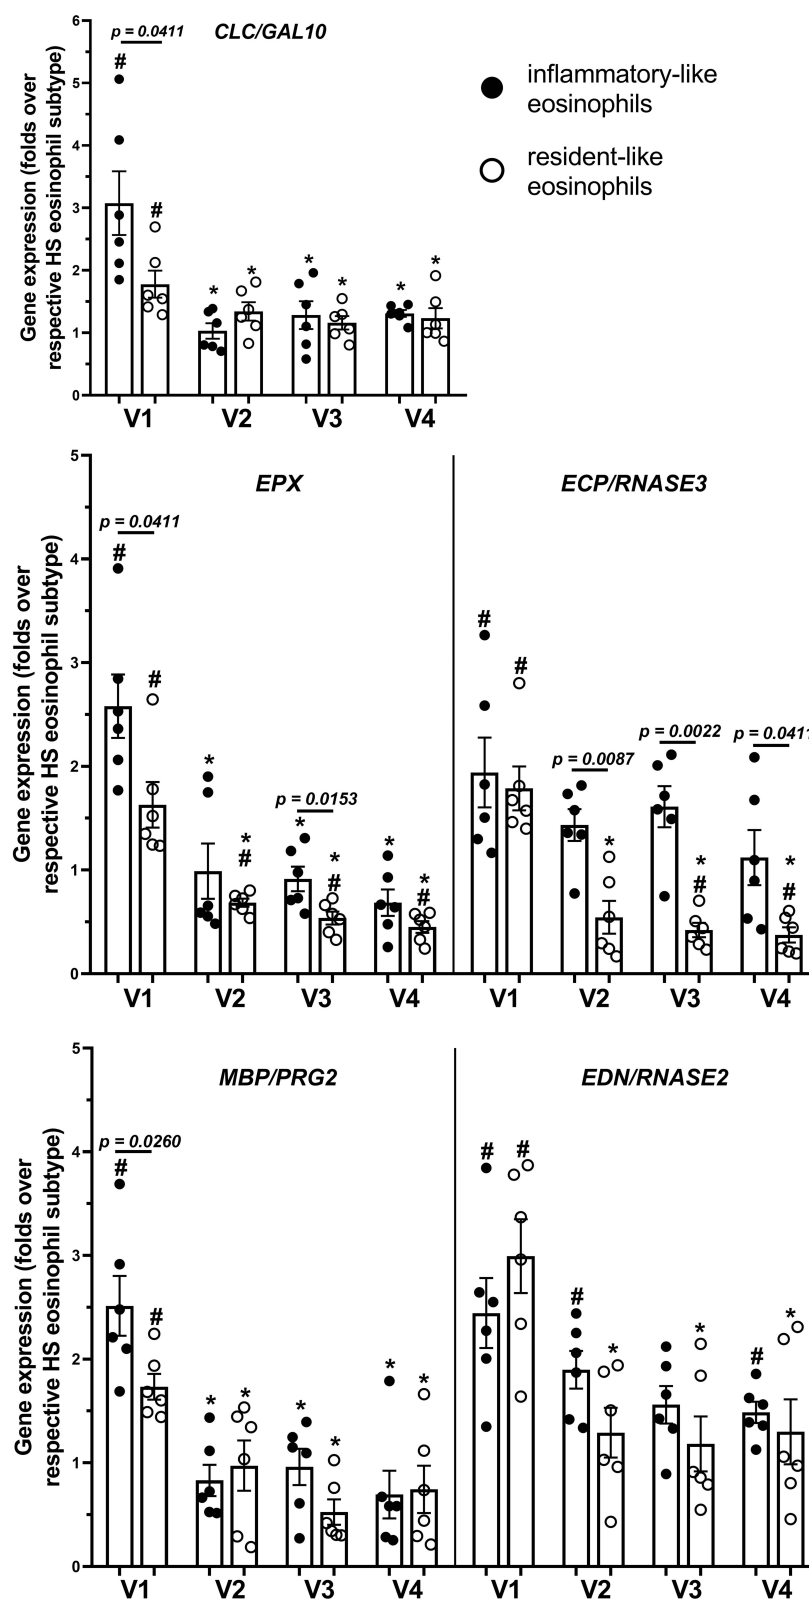 CLC/GAL10
p = 0.0411
# # * * * * * *
inflammatory-like
eosinophils
resident-like
eosinophils
Gene expression (folds over
respective HS eosinophil subtype)
6
5
4
3
2
1
0
V1 V2 V3 V4
EPX
ECP/RNASE3
p = 0.0411
p = 0.0153
p = 0.0087
p = 0.0022
p = 0.041
# # * * # * * # * * #
# # * * # * #
Gene expression (folds over
respective HS eosinophil subtype)
5
4
3
2
1
0
V1 V2 V3 V4 V1 V2 V3 V4
MBP/PRG2
EDN/RNASE2
p = 0.0260
# # * * * * * *
# # # * * # *
Gene expression (folds over
respective HS eosinophil subtype)
5
4
3
2
1
0
V1 V2 V3 V4 V1 V2 V3 V4